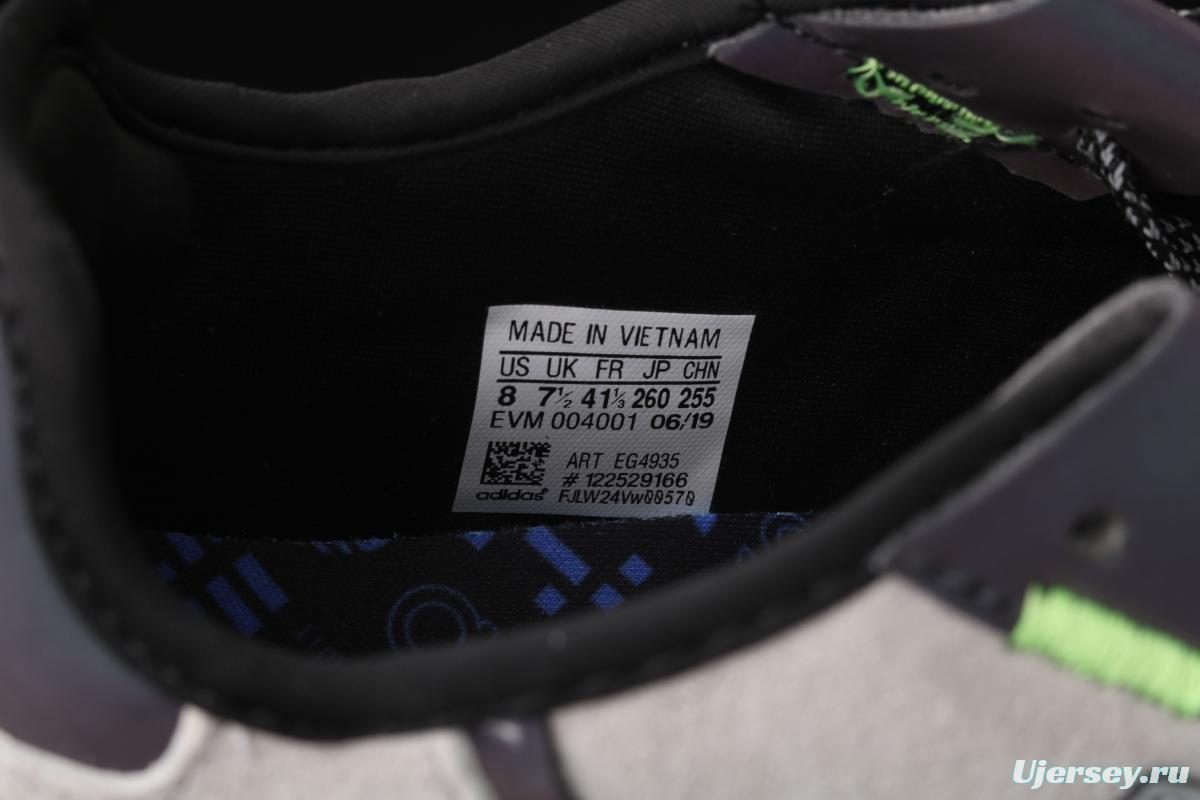 MADE IN VIETNAM
US UK FR JP CHN
8 7½ 41⅓ 260 255
EVM 004001 06/19
ART EG4935
# 122529166
adidas FJLW24Vw00570
Ujersey.ru